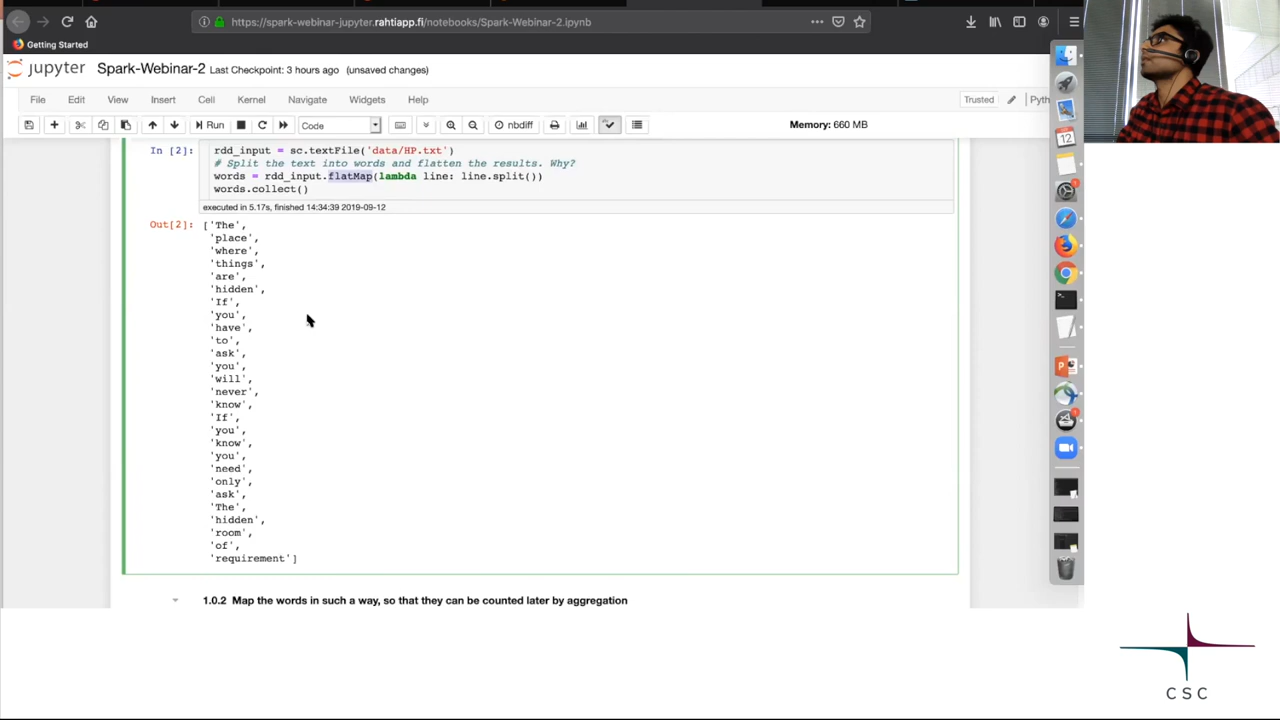 https://spark-webinar-jupyter.rahtiapp.fi/notebooks/Spark-Webinar-2.ipynb
Getting Started
jupyter Spark-Webinar-2 Last Checkpoint: 3 hours ago (unsaved changes)
File Edit View Insert Cell Kernel Navigate Widgets Help Trusted Pyth
Run Code nbdiff Memory: 660 MB
In [2]: rdd_input = sc.textFile('data/HP.txt')
# Split the text into words and flatten the results. Why?
words = rdd_input.flatMap(lambda line: line.split())
words.collect()
executed in 5.17s, finished 14:34:39 2019-09-12
Out[2]: ['The',
'place',
'where',
'things',
'are',
'hidden',
'If',
'you',
'have',
'to',
'ask',
'you',
'will',
'never',
'know',
'If',
'you',
'know',
'you',
'need',
'only',
'ask',
'The',
'hidden',
'room',
'of',
'requirement']
1.0.2 Map the words in such a way, so that they can be counted later by aggregation
12
CSC